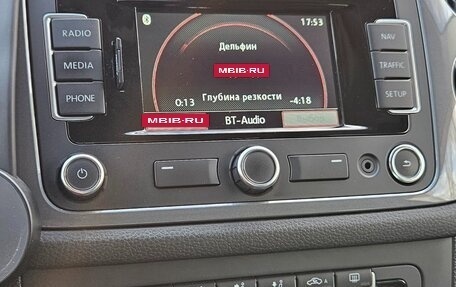 17:53
RADIO
Дельфин
NAV
MEDIA
MBIB.RU
TRAFFIC
PHONE
0:13
Глубина резкости
-4:18
SETUP
MBIB.RU
BT-Audio
Выбор